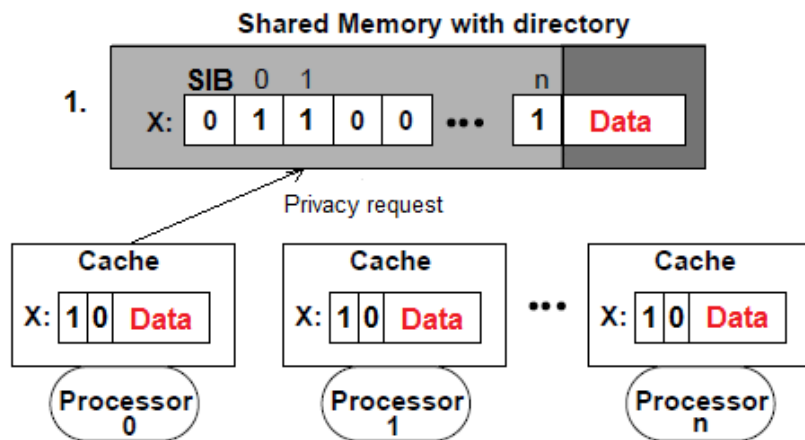 Shared Memory with directory
1.
SIB 0 1 n
X: 0 1 1 0 0 ••• 1 Data
Privacy request
Cache Cache Cache
X: 1 0 Data X: 1 0 Data ••• X: 1 0 Data
Processor Processor Processor
0 1 n